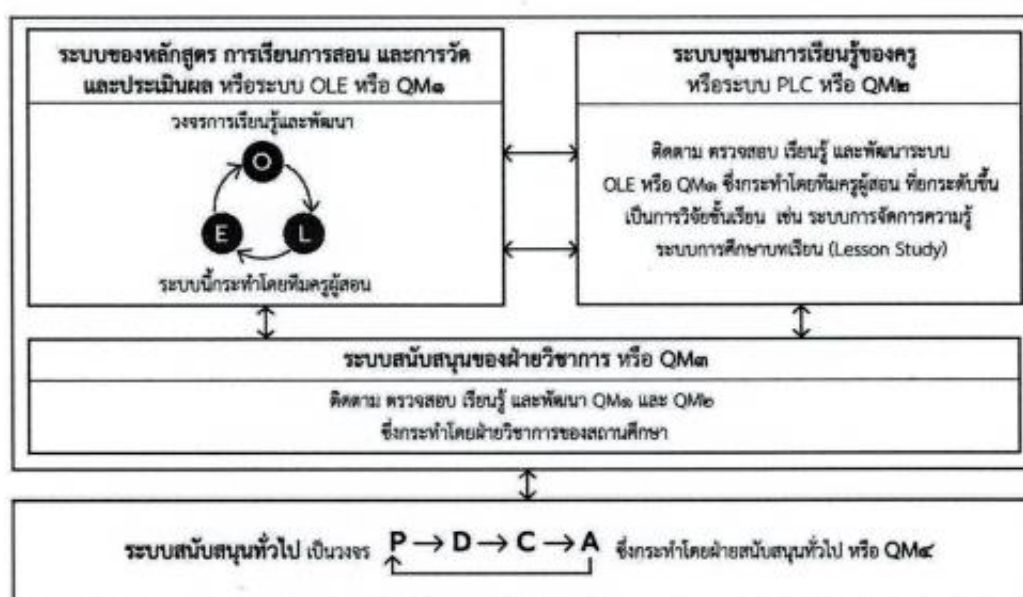 ระบบของหลักสูตร การเรียนการสอน และการวัด
และประเมินผล หรือระบบ OLE หรือ QM๑
วงจรการเรียนรู้และพัฒนา
O
E
L
ระบบนี้กระทำโดยทีมครูผู้สอน
ระบบชุมชนการเรียนรู้ของครู
หรือระบบ PLC หรือ QM๒
ติดตาม ตรวจสอบ เรียนรู้ และพัฒนาระบบ
OLE หรือ QM๑ ซึ่งกระทำโดยทีมครูผู้สอน ที่ยกระดับขึ้น
เป็นการวิจัยชั้นเรียน เช่น ระบบการจัดการความรู้
ระบบการศึกษาบทเรียน (Lesson Study)
ระบบสนับสนุนของฝ่ายวิชาการ หรือ QM๓
ติดตาม ตรวจสอบ เรียนรู้ และพัฒนา QM๑ และ QM๒
ซึ่งกระทำโดยฝ่ายวิชาการของสถานศึกษา
ระบบสนับสนุนทั่วไป เป็นวงจร P → D → C → A ซึ่งกระทำโดยฝ่ายสนับสนุนทั่วไป หรือ QM๔